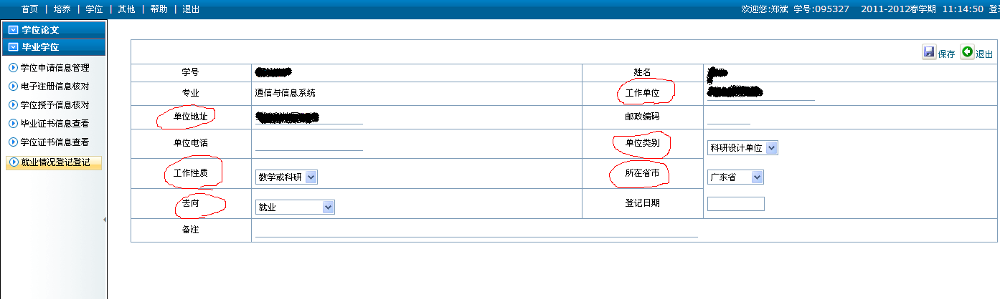 首页 | 培养 | 学位 | 其他 | 帮助 | 退出
欢迎您:郑斌 学号:095327 2011-2012春学期 11:14:50 登
学位论文
毕业学位
学位申请信息管理
电子注册信息核对
学位授予信息核对
毕业证书信息查看
学位证书信息查看
就业情况登记登记
保存 退出
学号 姓名
专业 通信与信息系统 工作单位
单位地址 邮政编码
单位电话 单位类别 科研设计单位
工作性质 教学或科研 所在省市 广东省
去向 就业 登记日期
备注